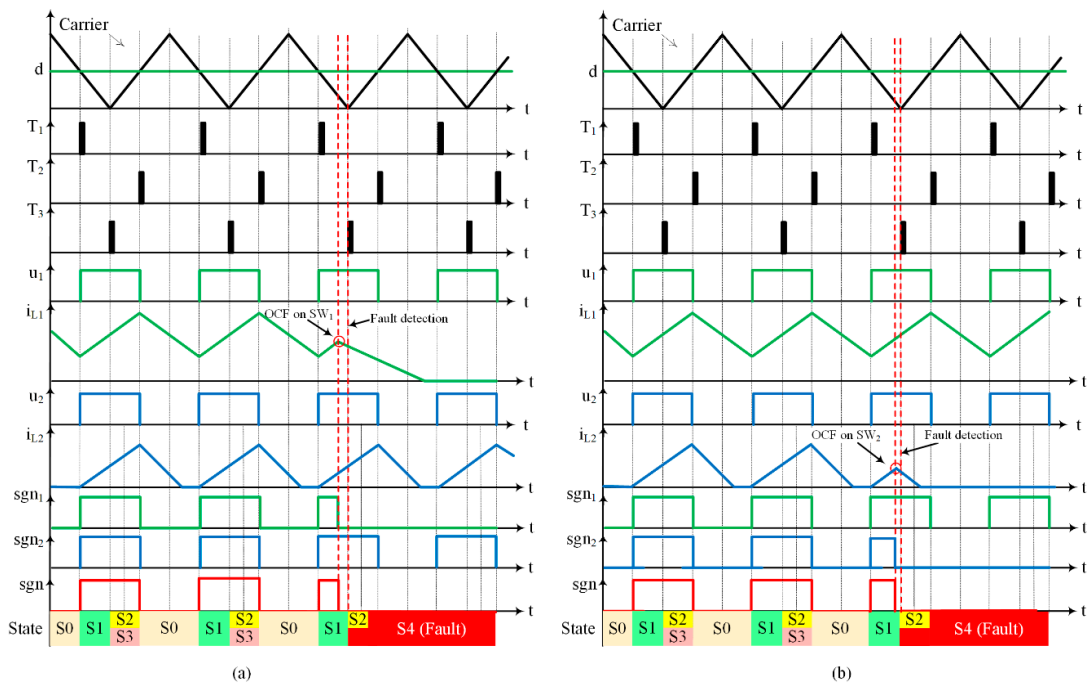 Carrier
d
t
T₁
t
T₂
t
T₃
t
u₁
t
iL1
OCF on SW₁
Fault detection
t
u₂
t
iL2
t
sgn₁
t
sgn₂
t
sgn
t
State
S0 S1 S2 S3 S0 S1 S2 S3 S0 S1 S2 S4 (Fault)
(a)
Carrier
d
t
T₁
t
T₂
t
T₃
t
u₁
t
iL1
t
u₂
t
iL2
OCF on SW₂
Fault detection
t
sgn₁
t
sgn₂
t
sgn
t
State
S0 S1 S2 S3 S0 S1 S2 S3 S0 S1 S2 S4 (Fault)
(b)